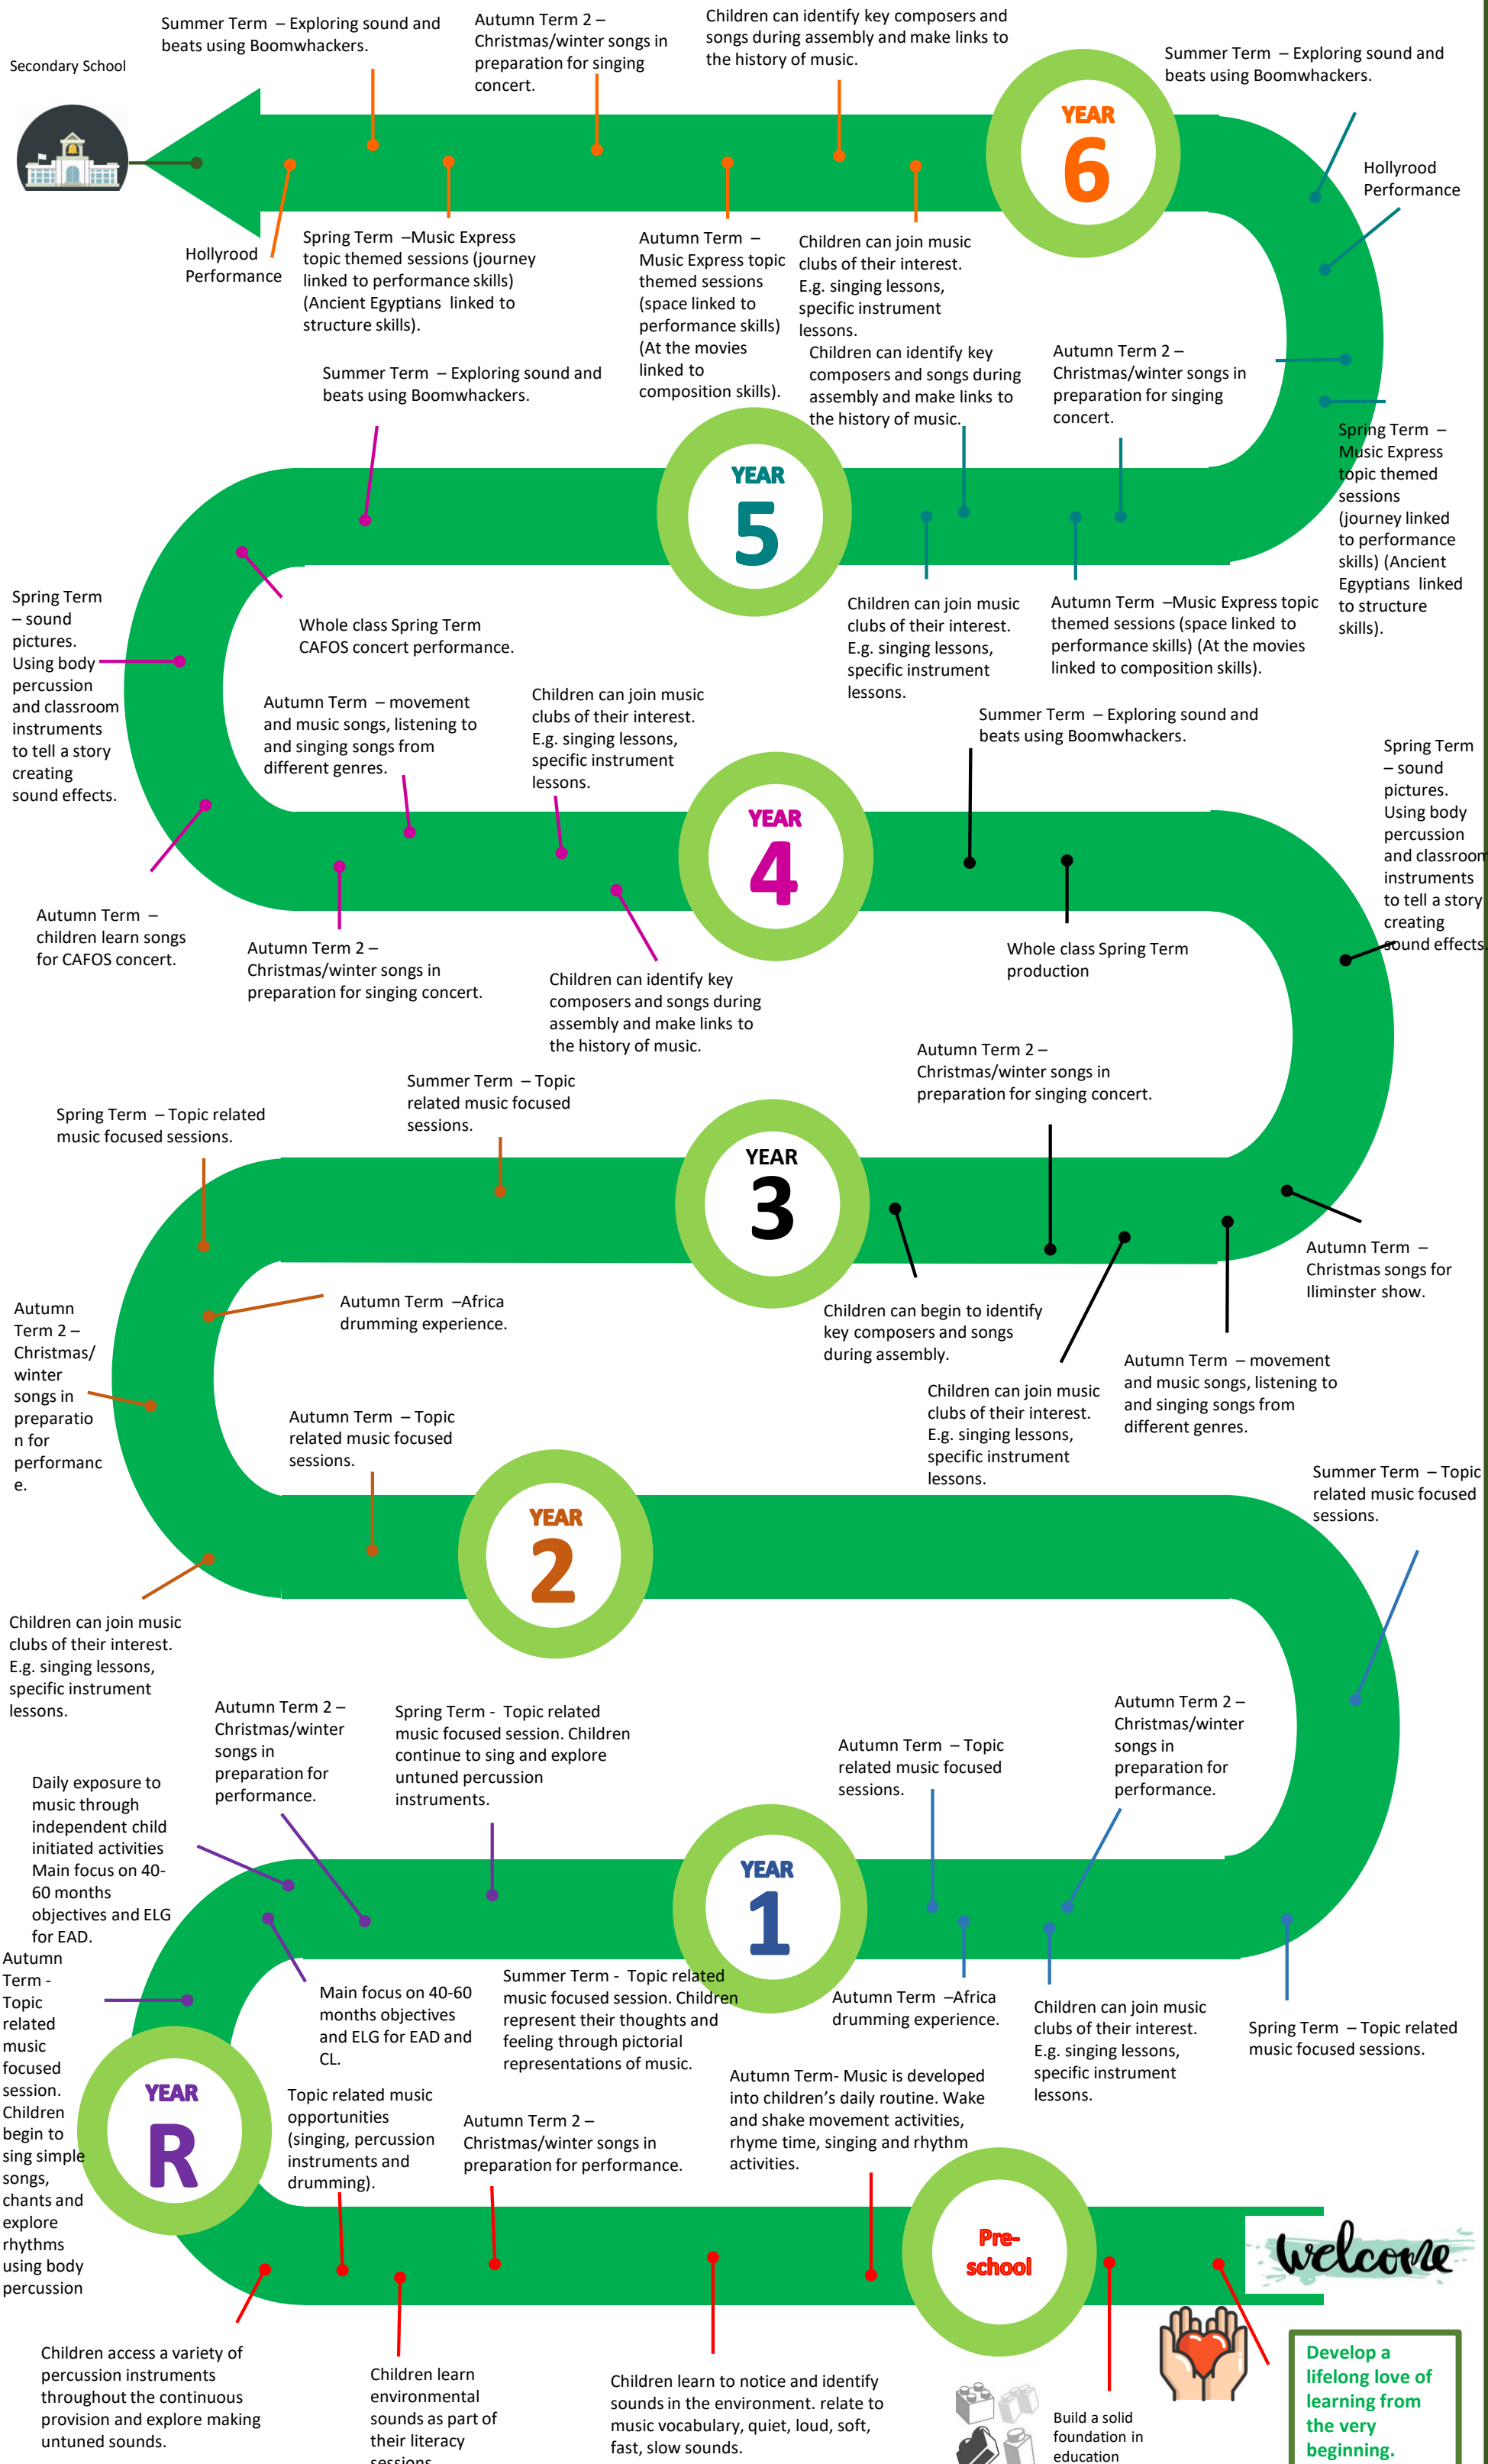 Secondary School
Summer Term  – Exploring sound and
beats using Boomwhackers.
Autumn Term 2 –
Christmas/winter songs in
preparation for singing
concert.
Children can identify key composers and
songs during assembly and make links to
the history of music.
YEAR
6
Summer Term  – Exploring sound and
beats using Boomwhackers.
Hollyrood
Performance
Hollyrood
Performance
Spring Term  –Music Express
topic themed sessions (journey
linked to performance skills)
(Ancient Egyptians  linked to
structure skills).
Autumn Term  –
Music Express topic
themed sessions
(space linked to
performance skills)
(At the movies
linked to
composition skills).
Children can join music
clubs of their interest.
E.g. singing lessons,
specific instrument
lessons.
Children can identify key
composers and songs during
assembly and make links to
the history of music.
Autumn Term 2 –
Christmas/winter songs in
preparation for singing
concert.
Spring Term  –
Music Express
topic themed
sessions
(journey linked
to performance
skills) (Ancient
Egyptians  linked
to structure
skills).
Summer Term  – Exploring sound and
beats using Boomwhackers.
YEAR
5
Children can join music
clubs of their interest.
E.g. singing lessons,
specific instrument
lessons.
Autumn Term  –Music Express topic
themed sessions (space linked to
performance skills) (At the movies
linked to composition skills).
Spring Term
– sound
pictures.
Using body
percussion
and classroom
instruments
to tell a story
creating
sound effects.
Whole class Spring Term
CAFOS concert performance.
Autumn Term  – movement
and music songs, listening to
and singing songs from
different genres.
Children can join music
clubs of their interest.
E.g. singing lessons,
specific instrument
lessons.
YEAR
4
Summer Term  – Exploring sound and
beats using Boomwhackers.
Spring Term
– sound
pictures.
Using body
percussion
and classroom
instruments
to tell a story
creating
sound effects.
Autumn Term  –
children learn songs
for CAFOS concert.
Autumn Term 2 –
Christmas/winter songs in
preparation for singing concert.
Children can identify key
composers and songs during
assembly and make links to
the history of music.
Whole class Spring Term
production
Autumn Term 2 –
Christmas/winter songs in
preparation for singing concert.
Spring Term  – Topic related
music focused sessions.
Summer Term  – Topic
related music focused
sessions.
YEAR
3
Autumn
Term 2 –
Christmas/
winter
songs in
preparatio
n for
performanc
e.
Autumn Term  –Africa
drumming experience.
Children can begin to identify
key composers and songs
during assembly.
Autumn Term  –
Christmas songs for
Iliminster show.
Children can join music
clubs of their interest.
E.g. singing lessons,
specific instrument
lessons.
Autumn Term  – movement
and music songs, listening to
and singing songs from
different genres.
Autumn Term  – Topic
related music focused
sessions.
YEAR
2
Summer Term  – Topic
related music focused
sessions.
Children can join music
clubs of their interest.
E.g. singing lessons,
specific instrument
lessons.
Autumn Term 2 –
Christmas/winter
songs in
preparation for
performance.
Spring Term -  Topic related
music focused session. Children
continue to sing and explore
untuned percussion
instruments.
Autumn Term  – Topic
related music focused
sessions.
Autumn Term 2 –
Christmas/winter
songs in
preparation for
performance.
Daily exposure to
music through
independent child
initiated activities
Main focus on 40-
60 months
objectives and ELG
for EAD.
YEAR
1
Autumn
Term -
Topic
related
music
focused
session.
Children
begin to
sing simple
songs,
chants and
explore
rhythms
using body
percussion
Main focus on 40-60
months objectives
and ELG for EAD and
CL.
Summer Term -  Topic related
music focused session. Children
represent their thoughts and
feeling through pictorial
representations of music.
Autumn Term  –Africa
drumming experience.
Children can join music
clubs of their interest.
E.g. singing lessons,
specific instrument
lessons.
Spring Term  – Topic related
music focused sessions.
YEAR
R
Topic related music
opportunities
(singing, percussion
instruments and
drumming).
Autumn Term 2 –
Christmas/winter songs in
preparation for performance.
Autumn Term- Music is developed
into children’s daily routine. Wake
and shake movement activities,
rhyme time, singing and rhythm
activities.
Pre-
school
welcome
Children access a variety of
percussion instruments
throughout the continuous
provision and explore making
untuned sounds.
Children learn
environmental
sounds as part of
their literacy
sessions
Children learn to notice and identify
sounds in the environment. relate to
music vocabulary, quiet, loud, soft,
fast, slow sounds.
Build a solid
foundation in
education
Develop a
lifelong love of
learning from
the very
beginning.